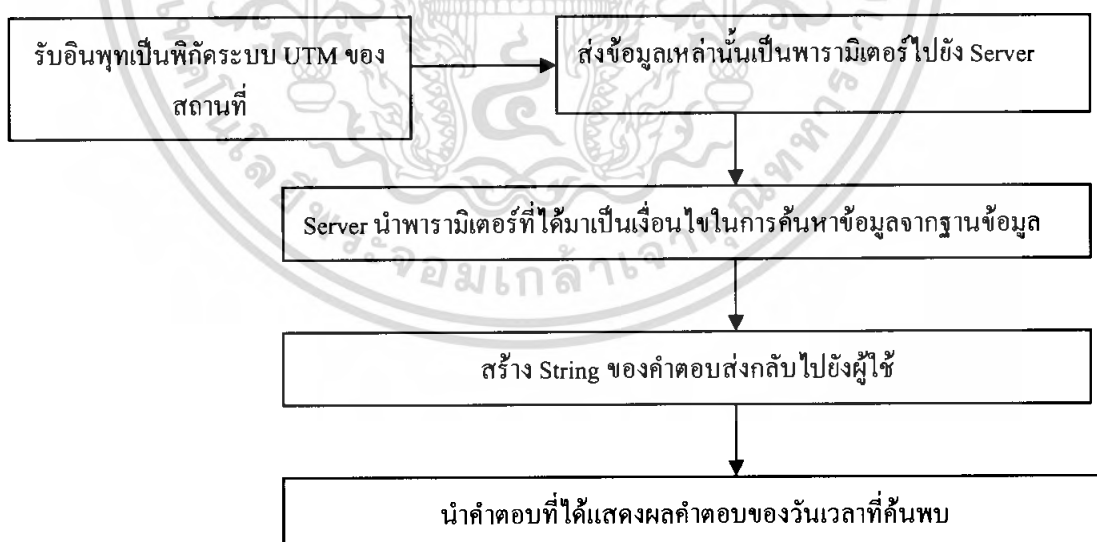 รับอินพุทเป็นพิกัดระบบ UTM ของ
สถานที่
ส่งข้อมูลเหล่านั้นเป็นพารามิเตอร์ไปยัง Server
Server นำพารามิเตอร์ที่ได้มาเป็นเงื่อนไขในการค้นหาข้อมูลจากฐานข้อมูล
สร้าง String ของคำตอบส่งกลับไปยังผู้ใช้
นำคำตอบที่ได้แสดงผลคำตอบของวันเวลาที่ค้นพบ